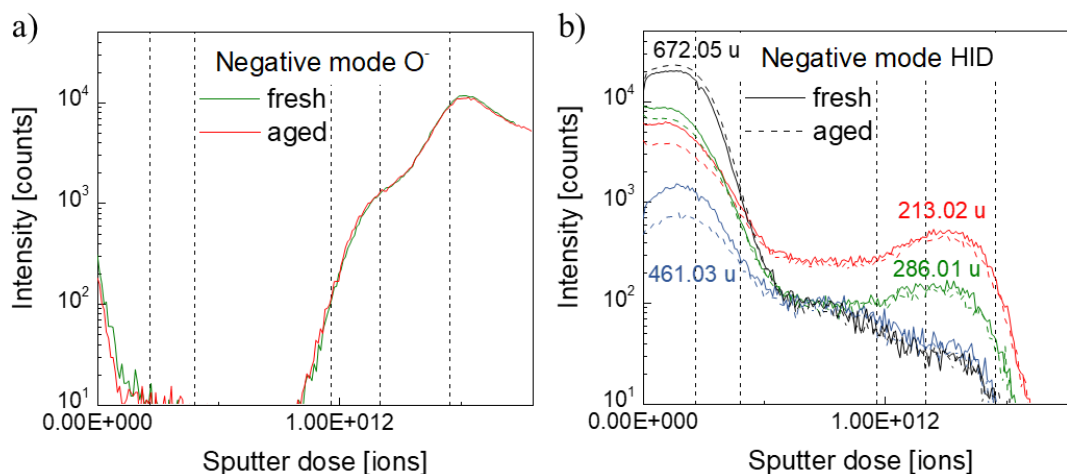 a)
Negative mode O⁻
fresh
aged
Intensity [counts]
10⁴
10³
10²
10¹
0.00E+000
1.00E+012
Sputter dose [ions]
b)
672.05 u
Negative mode HID
fresh
aged
213.02 u
286.01 u
461.03 u
Intensity [counts]
10⁴
10³
10²
10¹
0.00E+000
1.00E+012
Sputter dose [ions]